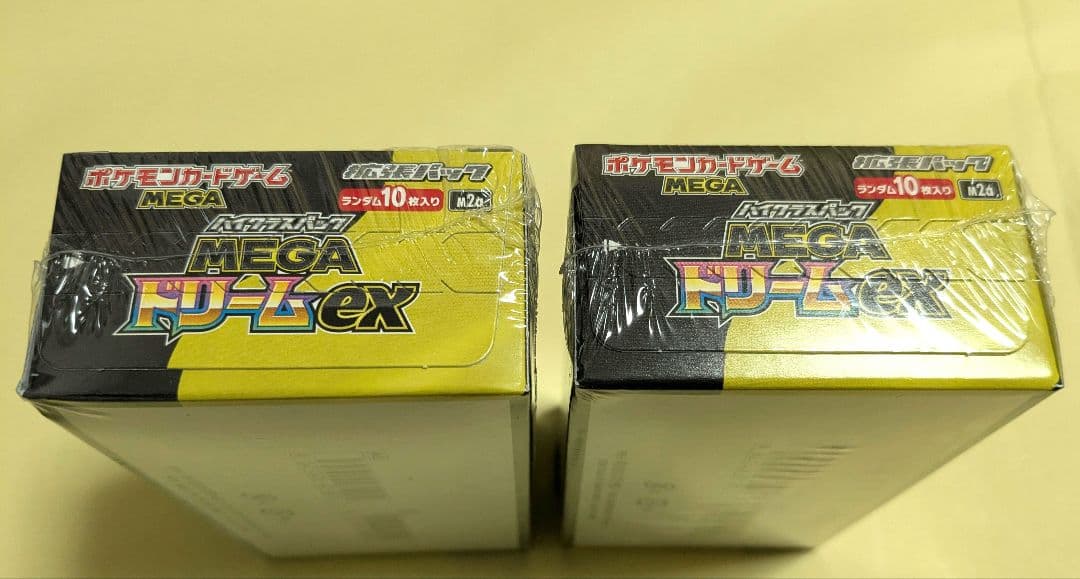 ポケモンカードゲーム
MEGA
拡張パック
ランダム10枚入り
M2a
ハイクラスパック
MEGA
ドリームex
ポケモンカードゲーム
MEGA
拡張パック
ランダム10枚入り
M2a
ハイクラスパック
MEGA
ドリームex